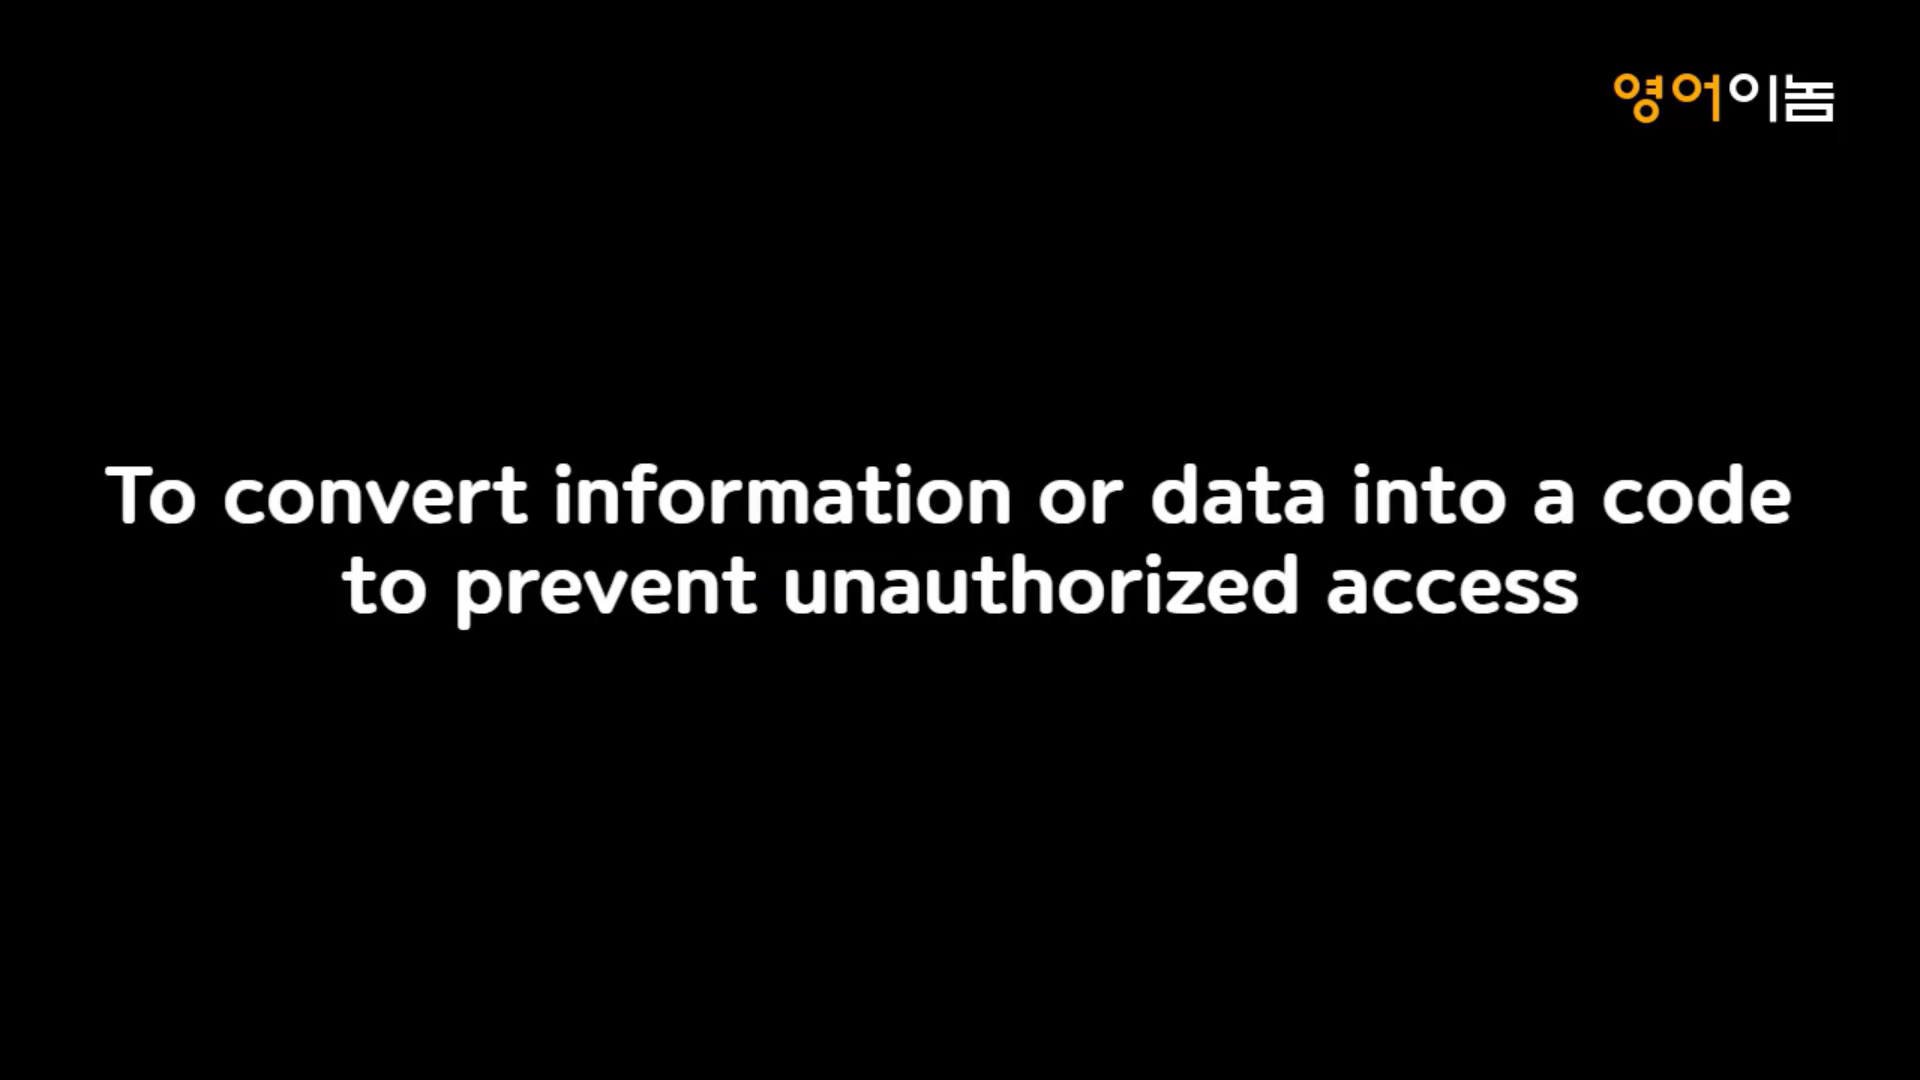 영어이놈
To convert information or data into a code
to prevent unauthorized access